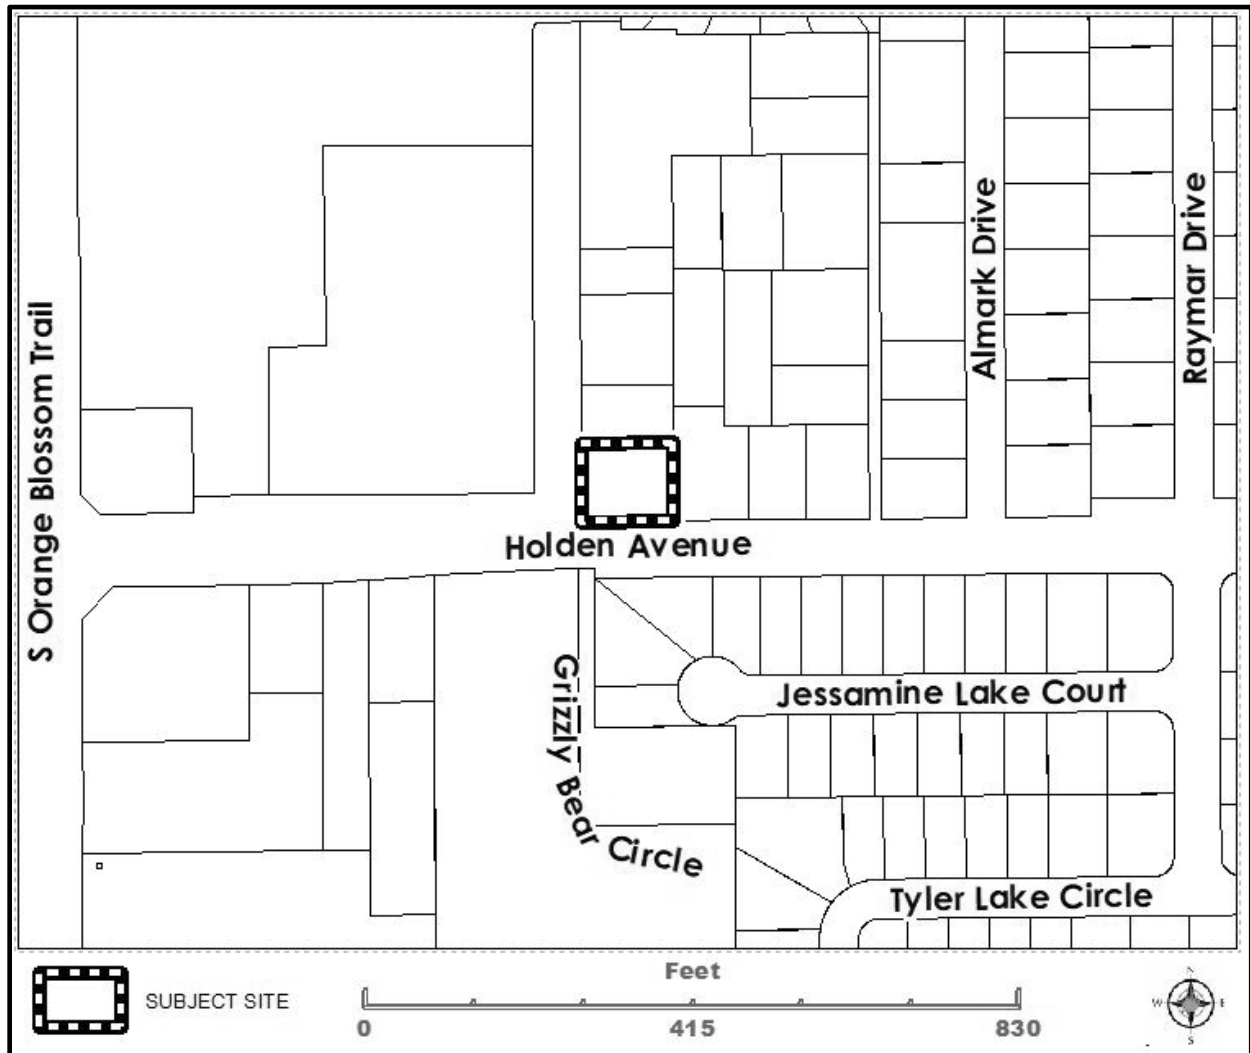 S Orange Blossom Trail
Almark Drive
Raymar Drive
Holden Avenue
Grizzly Bear Circle
Jessamine Lake Court
Tyler Lake Circle
SUBJECT SITE
Feet
0 415 830
N
W E
S